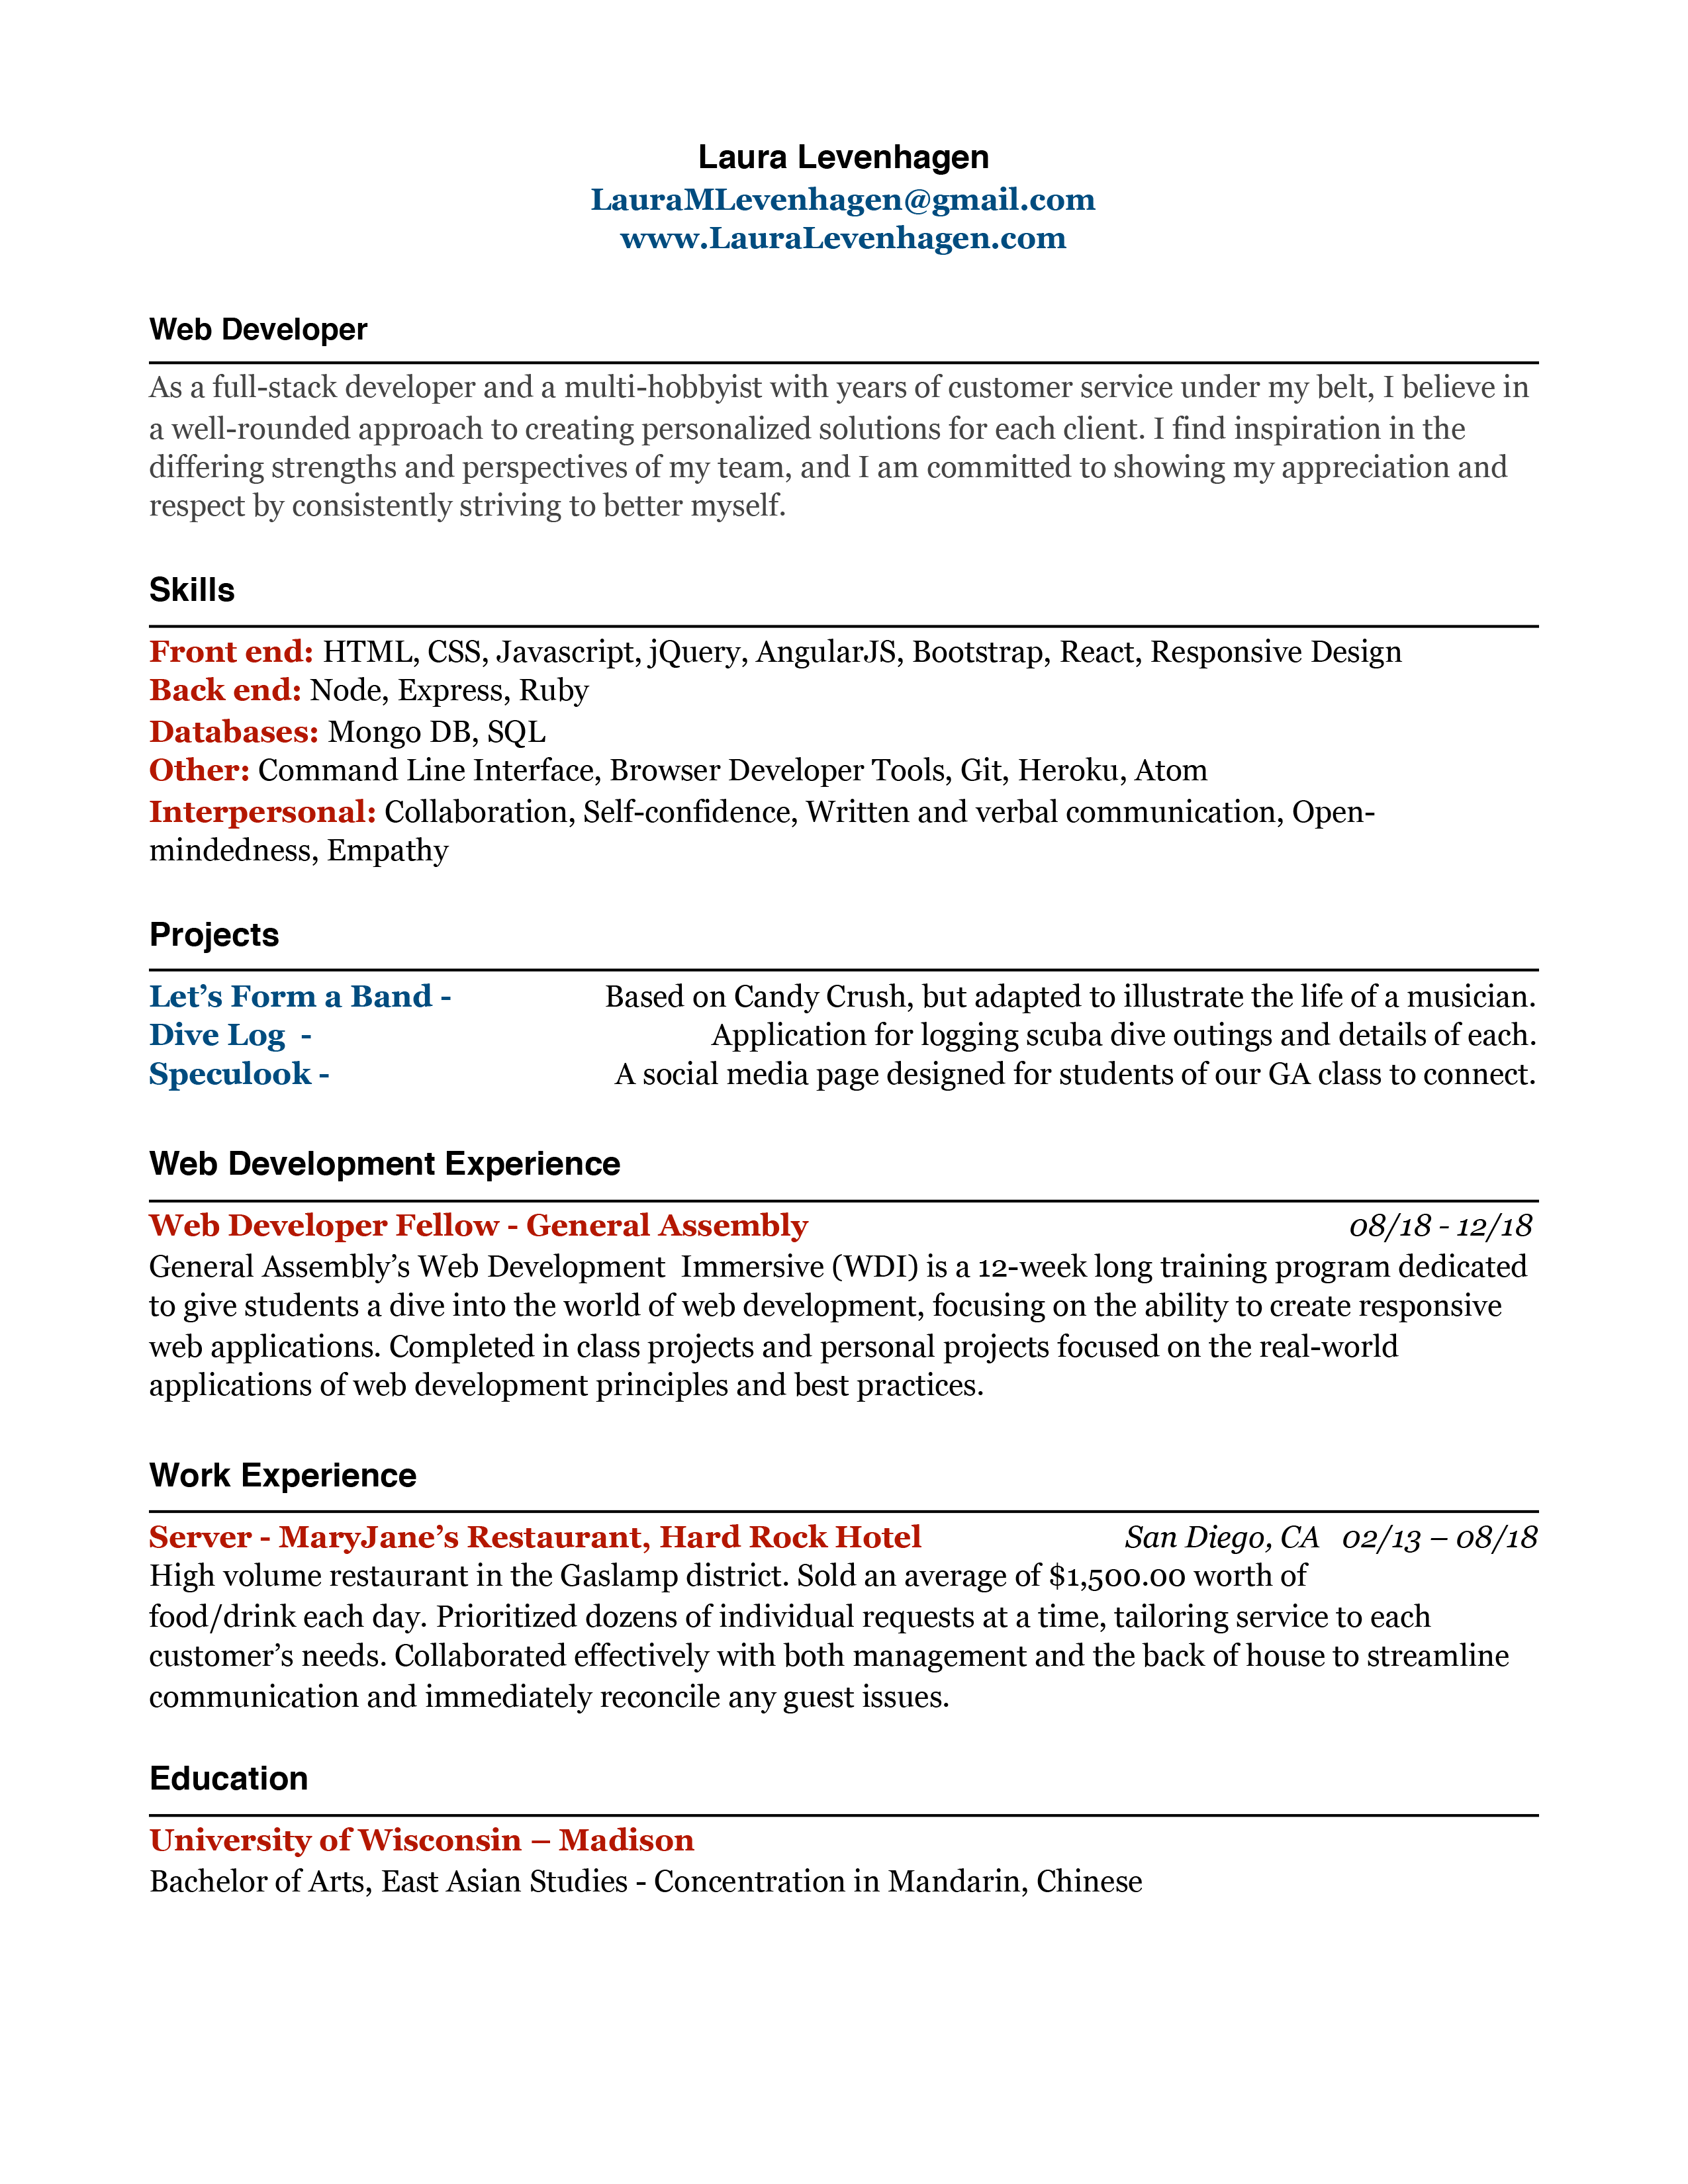 Laura Levenhagen
LauraMLevenhagen@gmail.com
www.LauraLevenhagen.com
Web Developer
As a full-stack developer and a multi-hobbyist with years of customer service under my belt, I believe in
a well-rounded approach to creating personalized solutions for each client. I find inspiration in the
differing strengths and perspectives of my team, and I am committed to showing my appreciation and
respect by consistently striving to better myself.
Skills
Front end: HTML, CSS, Javascript, jQuery, AngularJS, Bootstrap, React, Responsive Design
Back end: Node, Express, Ruby
Databases: Mongo DB, SQL
Other: Command Line Interface, Browser Developer Tools, Git, Heroku, Atom
Interpersonal: Collaboration, Self-confidence, Written and verbal communication, Open-
mindedness, Empathy
Projects
Let’s Form a Band - Based on Candy Crush, but adapted to illustrate the life of a musician.
Dive Log - Application for logging scuba dive outings and details of each.
Speculook - A social media page designed for students of our GA class to connect.
Web Development Experience
Web Developer Fellow - General Assembly 08/18 - 12/18
General Assembly’s Web Development Immersive (WDI) is a 12-week long training program dedicated
to give students a dive into the world of web development, focusing on the ability to create responsive
web applications. Completed in class projects and personal projects focused on the real-world
applications of web development principles and best practices.
Work Experience
Server - MaryJane’s Restaurant, Hard Rock Hotel San Diego, CA 02/13 – 08/18
High volume restaurant in the Gaslamp district. Sold an average of $1,500.00 worth of
food/drink each day. Prioritized dozens of individual requests at a time, tailoring service to each
customer’s needs. Collaborated effectively with both management and the back of house to streamline
communication and immediately reconcile any guest issues.
Education
University of Wisconsin – Madison
Bachelor of Arts, East Asian Studies - Concentration in Mandarin, Chinese